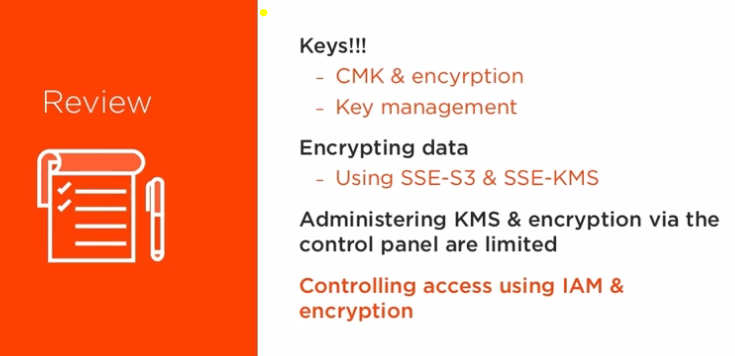 Review
Keys!!!
- CMK & encyrption
- Key management
Encrypting data
- Using SSE-S3 & SSE-KMS
Administering KMS & encryption via the
control panel are limited
Controlling access using IAM &
encryption